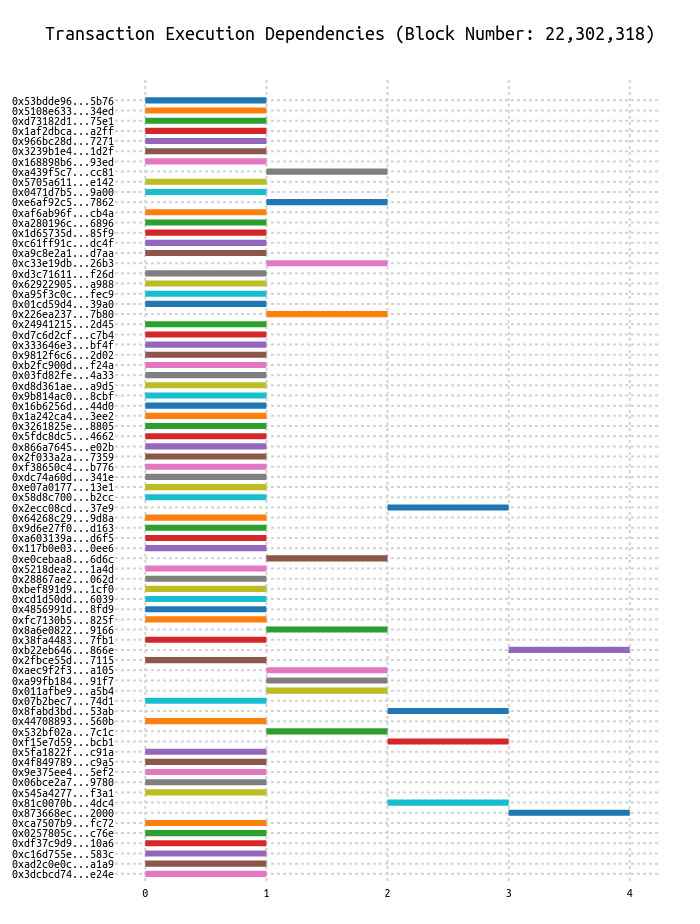 Transaction Execution Dependencies (Block Number: 22,302,318)
0x53bdde96...5b76
0x5108e633...34ed
0xd73182d1...75e1
0x1af2dbca...a2ff
0x966bc28d...7271
0x3239b1e4...1d2f
0x168898b6...93ed
0xa439f5c7...cc81
0x5705a611...e142
0x0471d7b5...9a00
0xe6af92c5...7862
0xaf6ab96f...cb4a
0xa280196c...6896
0x1d65735d...85f9
0xc61ff91c...dc4f
0xa9c8e2a1...d7aa
0xc33e19db...26b3
0xd3c71611...f26d
0x62922905...a988
0xa95f3c0c...fec9
0x01cd59d4...39a0
0x226ea237...7b80
0x24941215...2d45
0xd7c6d2cf...c7b4
0x333646e3...bf4f
0x9812f6c6...2d02
0xb2fc900d...f24a
0x03fd82fe...4a33
0xd8d361ae...a9d5
0x9b814ac0...8cbf
0x16b6256d...44d0
0x1a242ca4...3ee2
0x3261825e...8805
0x5fdc8dc5...4662
0x866a7645...e02b
0x2f033a2a...7359
0xf38650c4...b776
0xdc74a60d...341e
0xe07a0177...13e1
0x58d8c700...b2cc
0x2ecc08cd...37e9
0x64268c29...9d8a
0x9d6e27f0...d163
0xa603139a...d6f5
0x117b0e03...0ee6
0xe0cebaa8...6d6c
0x5218dea2...1a4d
0x28867ae2...062d
0xbef891d9...1cf0
0xcd1d50dd...6039
0x4856991d...8fd9
0xfc7130b5...825f
0x8a6e0822...9166
0x38fa4483...7fb1
0xb22eb646...866e
0x2fbce55d...7115
0xaec9f2f3...a105
0xa99fb184...91f7
0x011afbe9...a5b4
0x07b2bec7...74d1
0x8fabd3bd...53ab
0x44708893...560b
0x532bf02a...7c1c
0xf15e7d59...bcb1
0x5fa1822f...c91a
0x4f849789...c9a5
0x9e375ee4...5ef2
0x06bce2a7...9780
0x545a4277...f3a1
0x81c0070b...4dc4
0x873668ec...2000
0xca7507b9...fc72
0x0257805c...c76e
0xdf37c9d9...10a6
0xc16d755e...583c
0xad2c0e0c...a1a9
0x3dcbcd74...e24e
0 1 2 3 4